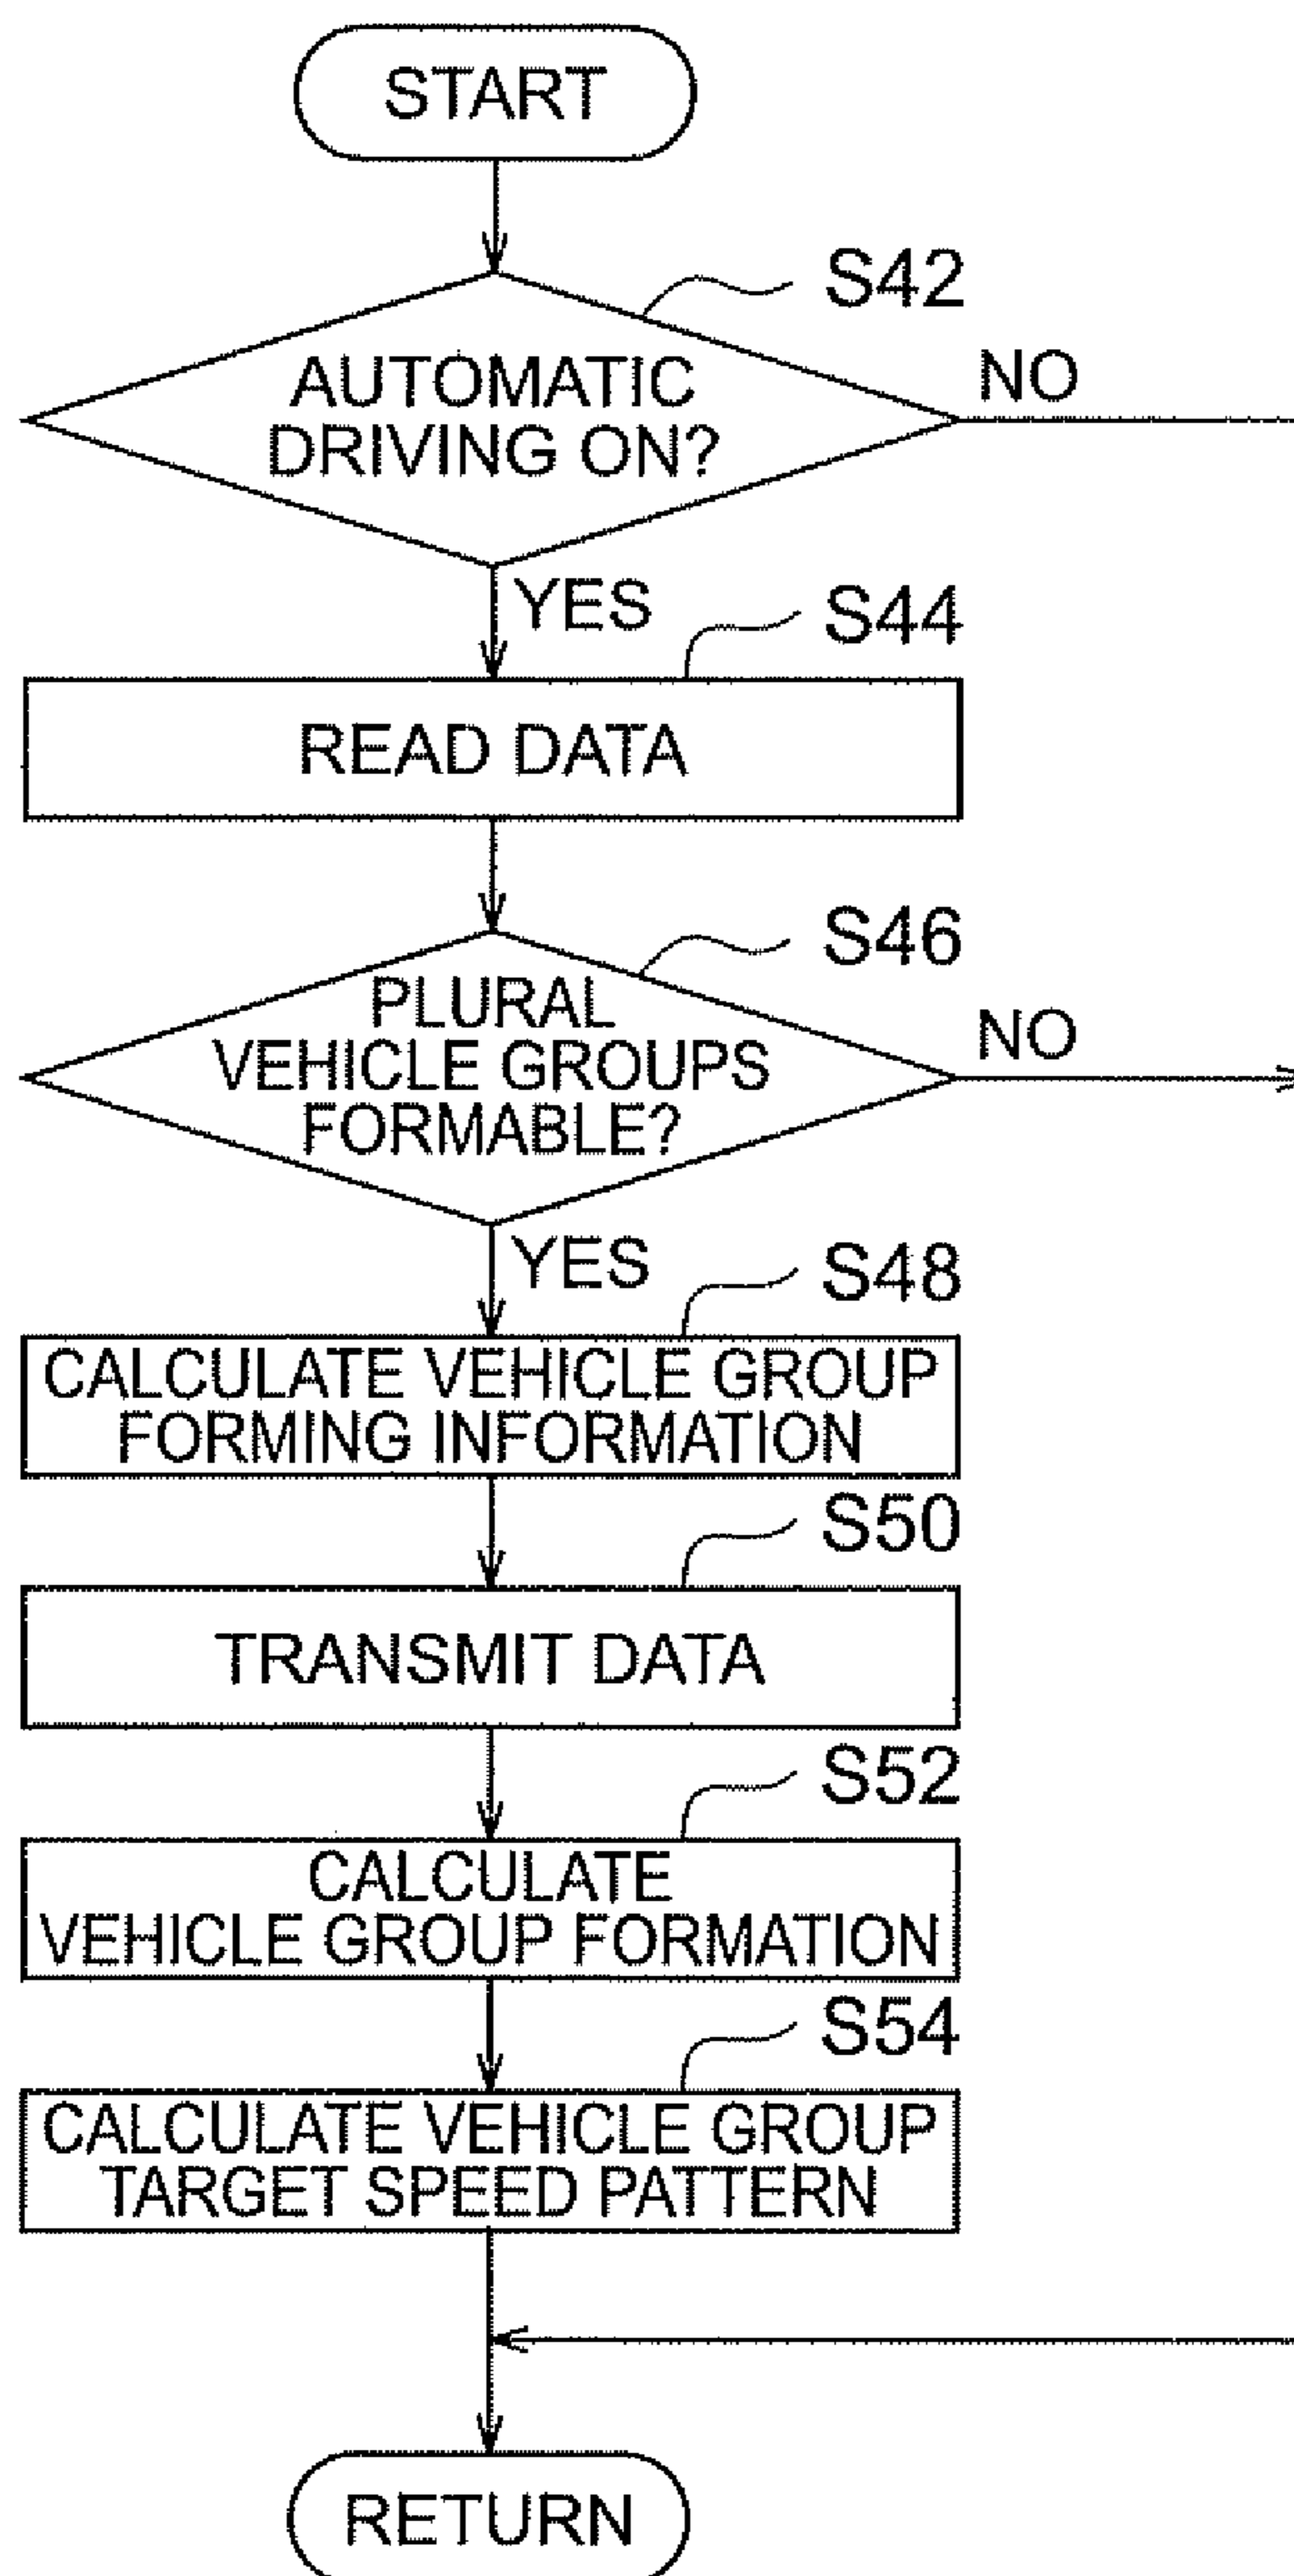 START
S42
AUTOMATIC
DRIVING ON?
NO
YES
S44
READ DATA
S46
PLURAL
VEHICLE GROUPS
FORMABLE?
NO
YES
S48
CALCULATE VEHICLE GROUP
FORMING INFORMATION
S50
TRANSMIT DATA
S52
CALCULATE
VEHICLE GROUP FORMATION
S54
CALCULATE VEHICLE GROUP
TARGET SPEED PATTERN
RETURN